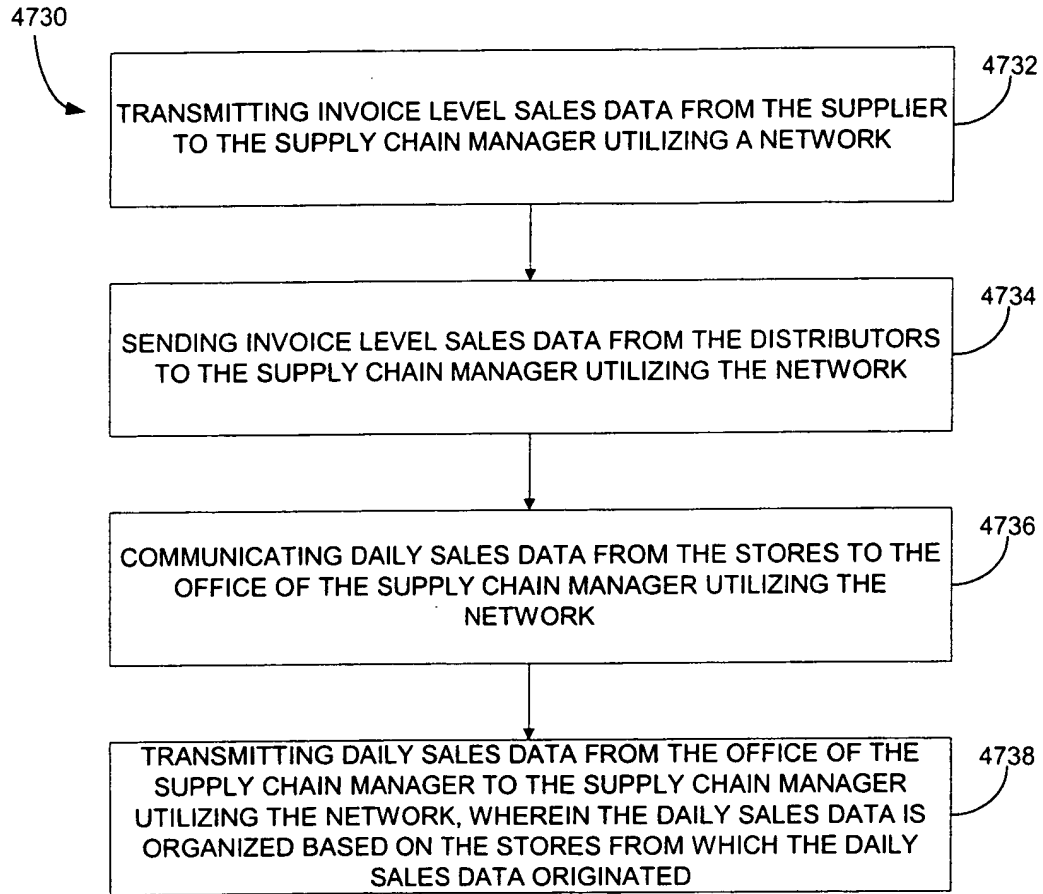 4730
4732
TRANSMITTING INVOICE LEVEL SALES DATA FROM THE SUPPLIER
TO THE SUPPLY CHAIN MANAGER UTILIZING A NETWORK
4734
SENDING INVOICE LEVEL SALES DATA FROM THE DISTRIBUTORS
TO THE SUPPLY CHAIN MANAGER UTILIZING THE NETWORK
4736
COMMUNICATING DAILY SALES DATA FROM THE STORES TO THE
OFFICE OF THE SUPPLY CHAIN MANAGER UTILIZING THE
NETWORK
4738
TRANSMITTING DAILY SALES DATA FROM THE OFFICE OF THE
SUPPLY CHAIN MANAGER TO THE SUPPLY CHAIN MANAGER
UTILIZING THE NETWORK, WHEREIN THE DAILY SALES DATA IS
ORGANIZED BASED ON THE STORES FROM WHICH THE DAILY
SALES DATA ORIGINATED